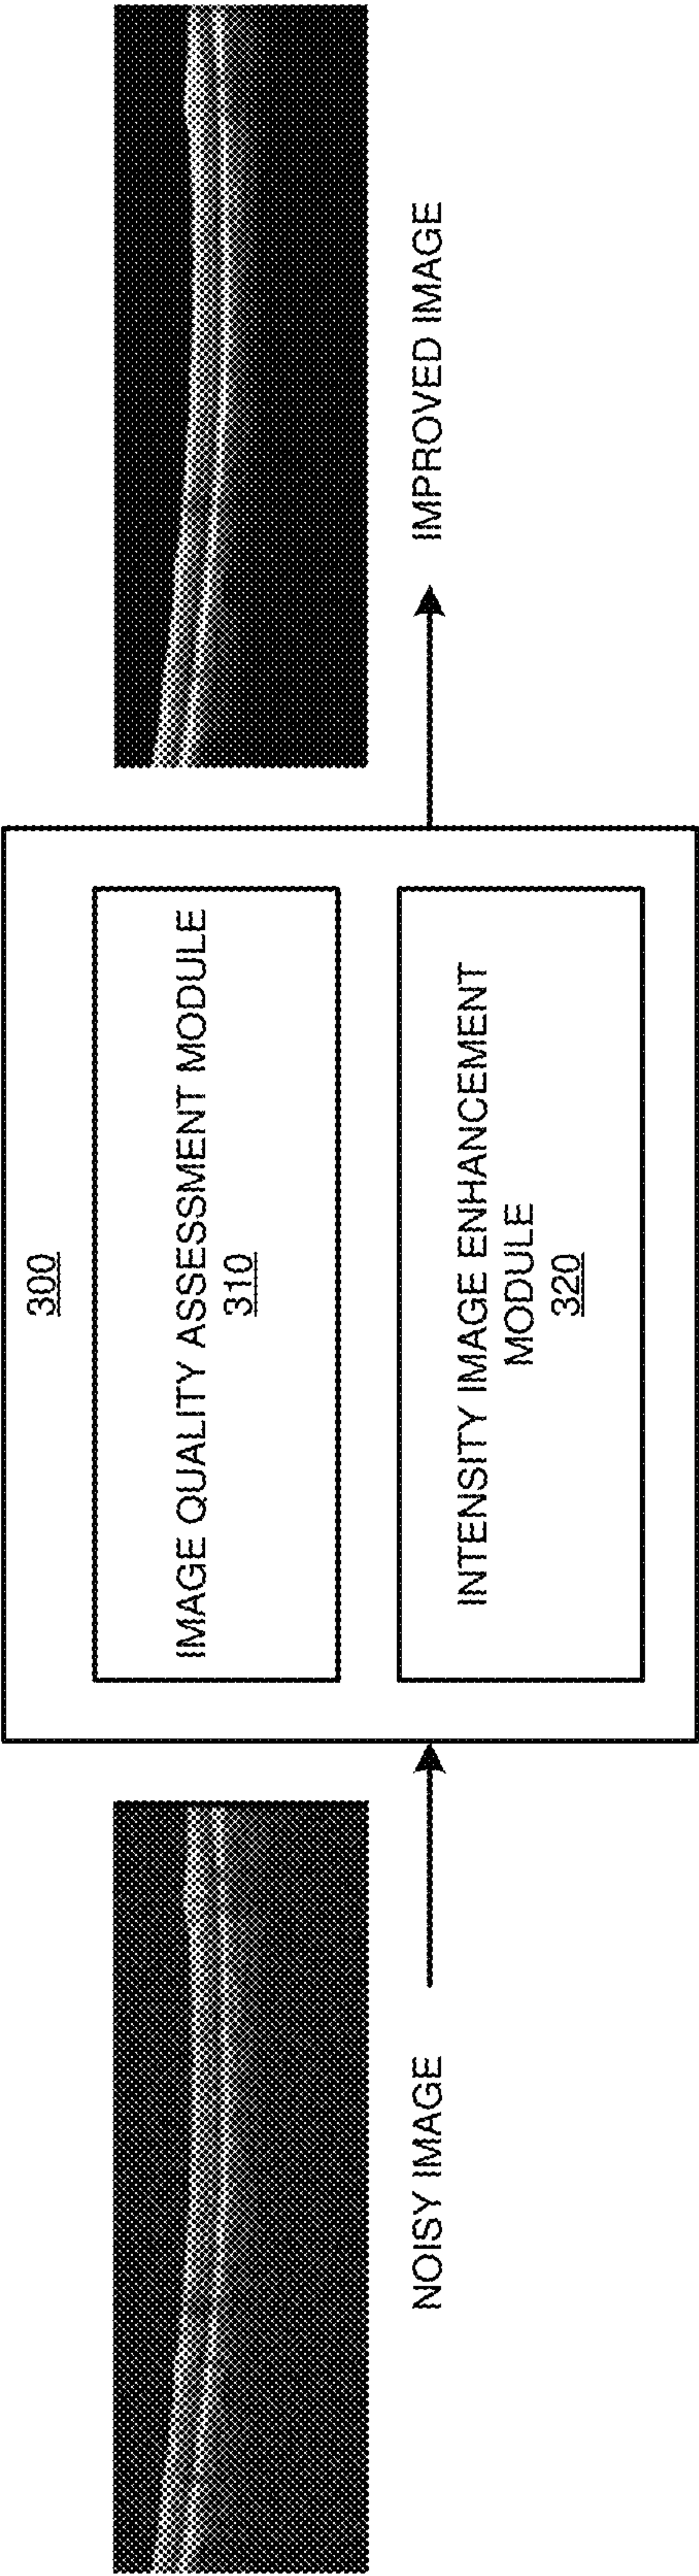 NOISY IMAGE
300
IMAGE QUALITY ASSESSMENT MODULE
310
INTENSITY IMAGE ENHANCEMENT
MODULE
320
IMPROVED IMAGE